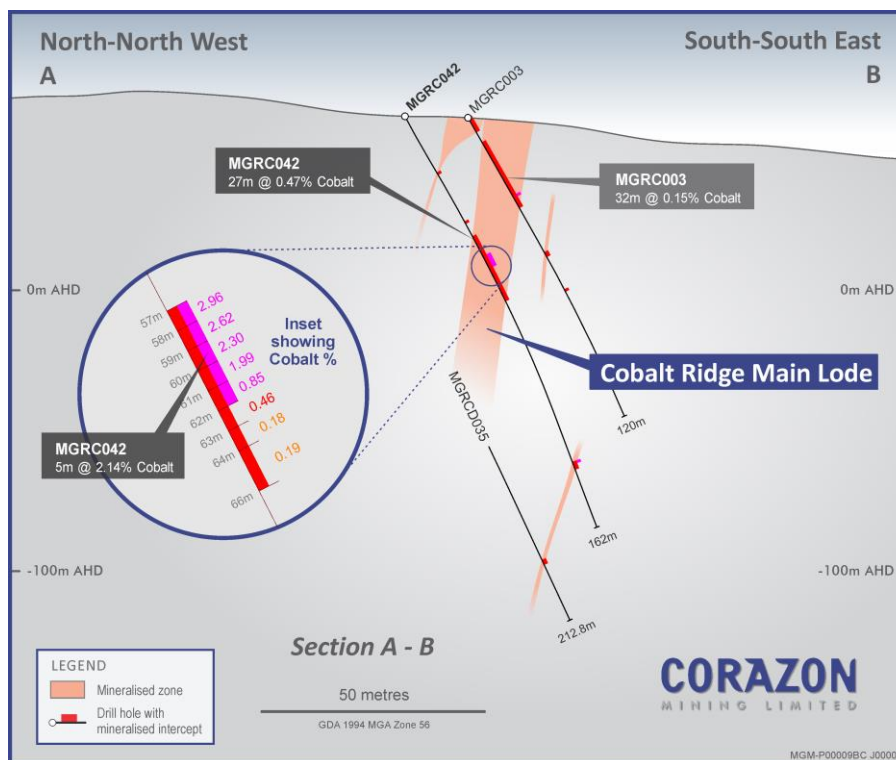 North-North West
South-South East
A
B
MGRC042
MGRC003
MGRC042
27m @ 0.47% Cobalt
MGRC003
32m @ 0.15% Cobalt
0m AHD
0m AHD
57m
58m
59m
60m
61m
62m
63m
64m
66m
2.96
2.62
2.30
1.99
0.85
0.46
0.18
0.19
Inset
showing
Cobalt %
MGRC042
5m @ 2.14% Cobalt
Cobalt Ridge Main Lode
MGRCD035
120m
162m
212.8m
-100m AHD
-100m AHD
Section A - B
50 metres
GDA 1994 MGA Zone 56
LEGEND
Mineralised zone
Drill hole with
mineralised intercept
CORAZON
MINING LIMITED
MGM-P00009BC J0000